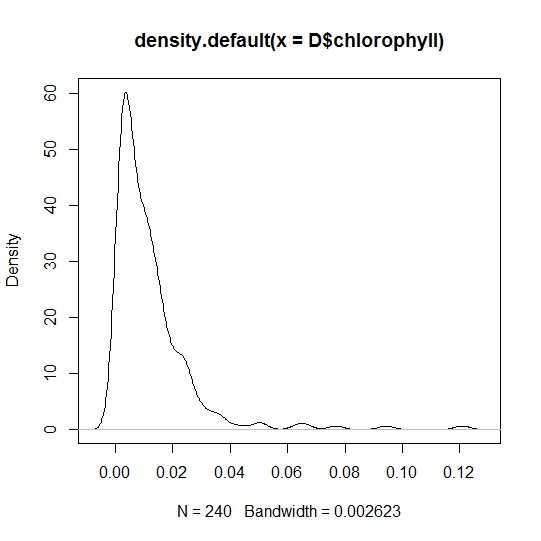 density.default(x = D$chlorophyll)
Density
60
50
40
30
20
10
0
0.00 0.02 0.04 0.06 0.08 0.10 0.12
N = 240 Bandwidth = 0.002623